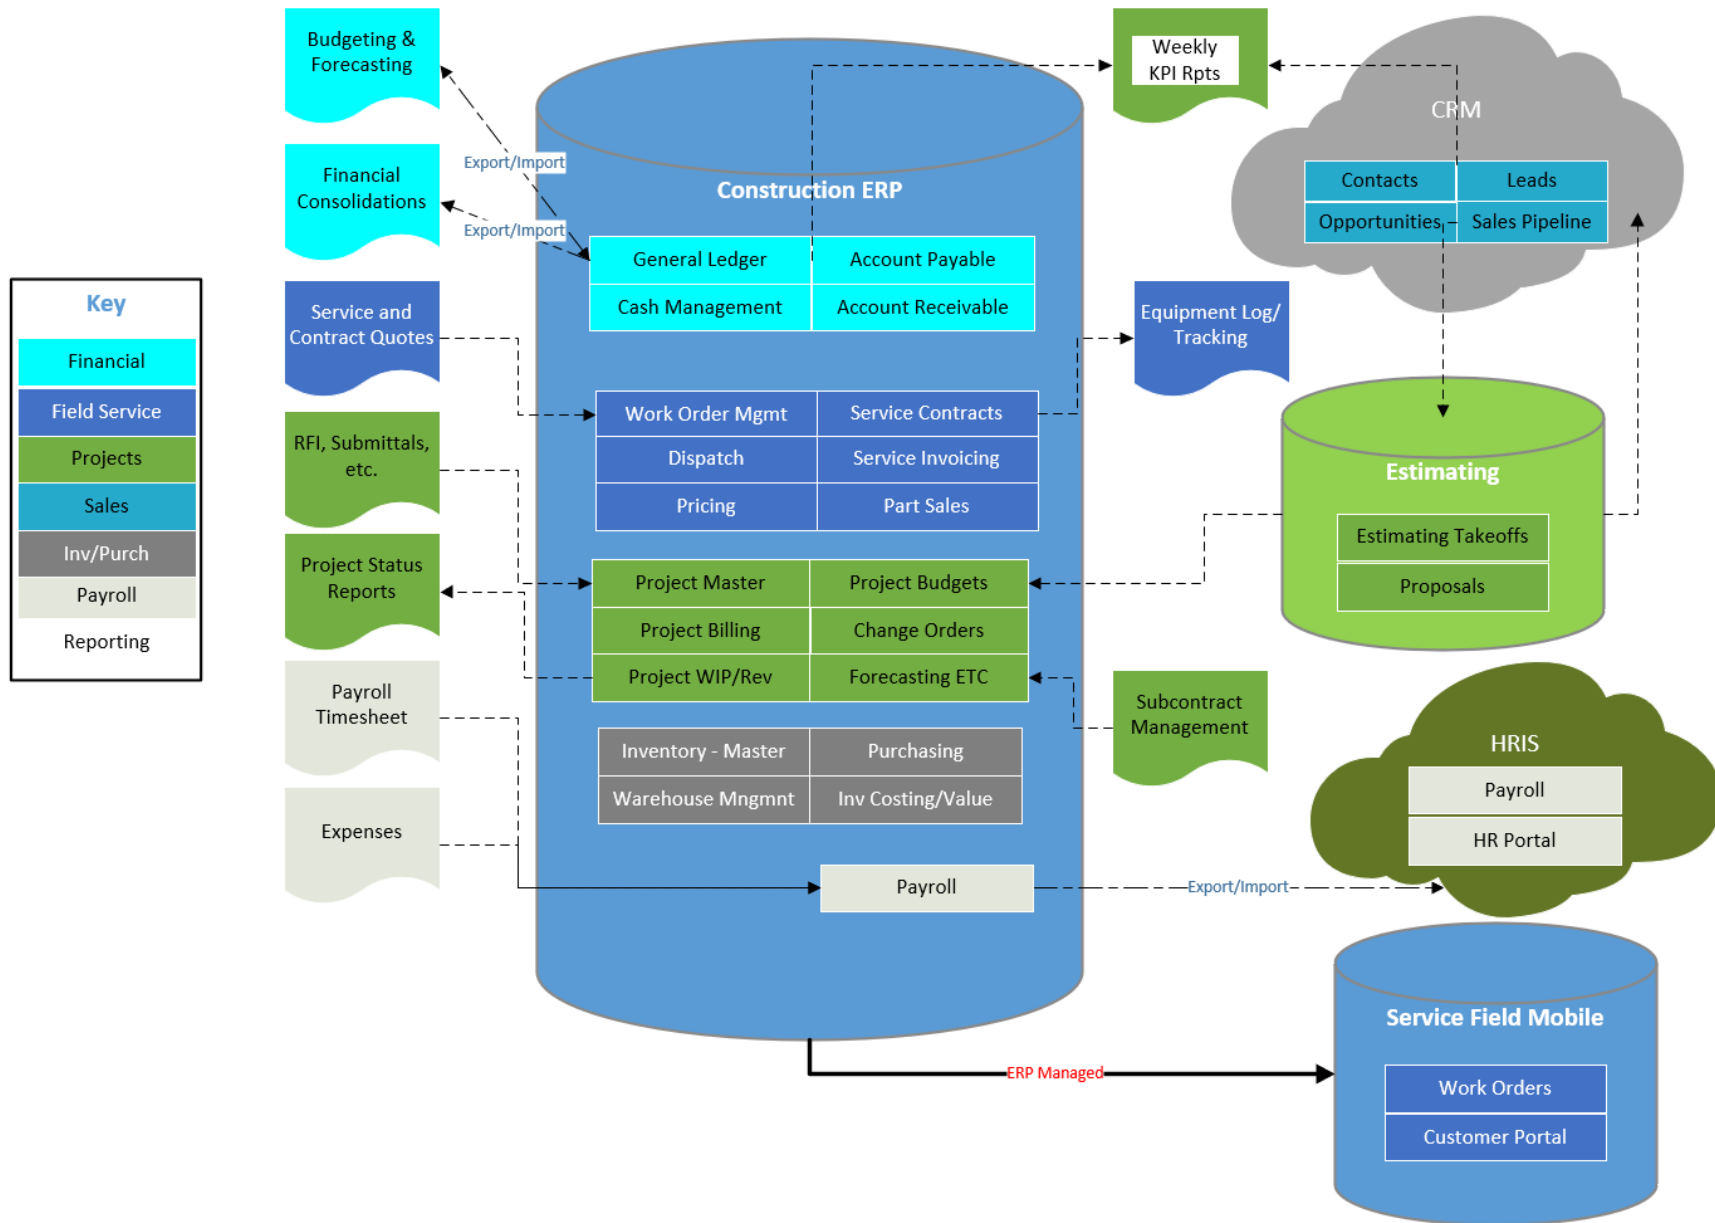 Budgeting &
Forecasting
Weekly
KPI Rpts
CRM
Export/Import
Financial
Consolidations
Construction ERP
Contacts
Leads
Opportunities
Sales Pipeline
Export/Import
General Ledger
Account Payable
Cash Management
Account Receivable
Key
Financial
Field Service
Projects
Sales
Inv/Purch
Payroll
Reporting
Service and
Contract Quotes
Equipment Log/
Tracking
Work Order Mgmt
Service Contracts
Dispatch
Service Invoicing
Pricing
Part Sales
RFI, Submittals,
etc.
Estimating
Estimating Takeoffs
Proposals
Project Status
Reports
Project Master
Project Budgets
Project Billing
Change Orders
Project WIP/Rev
Forecasting ETC
Payroll
Timesheet
Subcontract
Management
Inventory - Master
Purchasing
Warehouse Mngmnt
Inv Costing/Value
HRIS
Payroll
HR Portal
Expenses
Payroll
Export/Import
Service Field Mobile
ERP Managed
Work Orders
Customer Portal